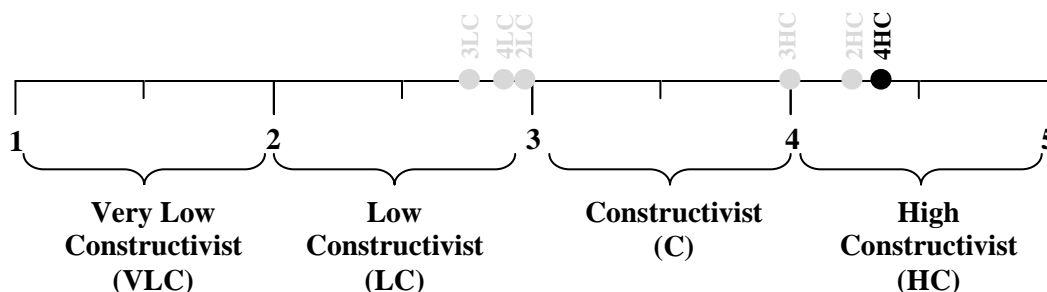 3LC
4LC
2LC
3HC
2HC
4HC
1
2
3
4
5
Very Low
Constructivist
(VLC)
Low
Constructivist
(LC)
Constructivist
(C)
High
Constructivist
(HC)